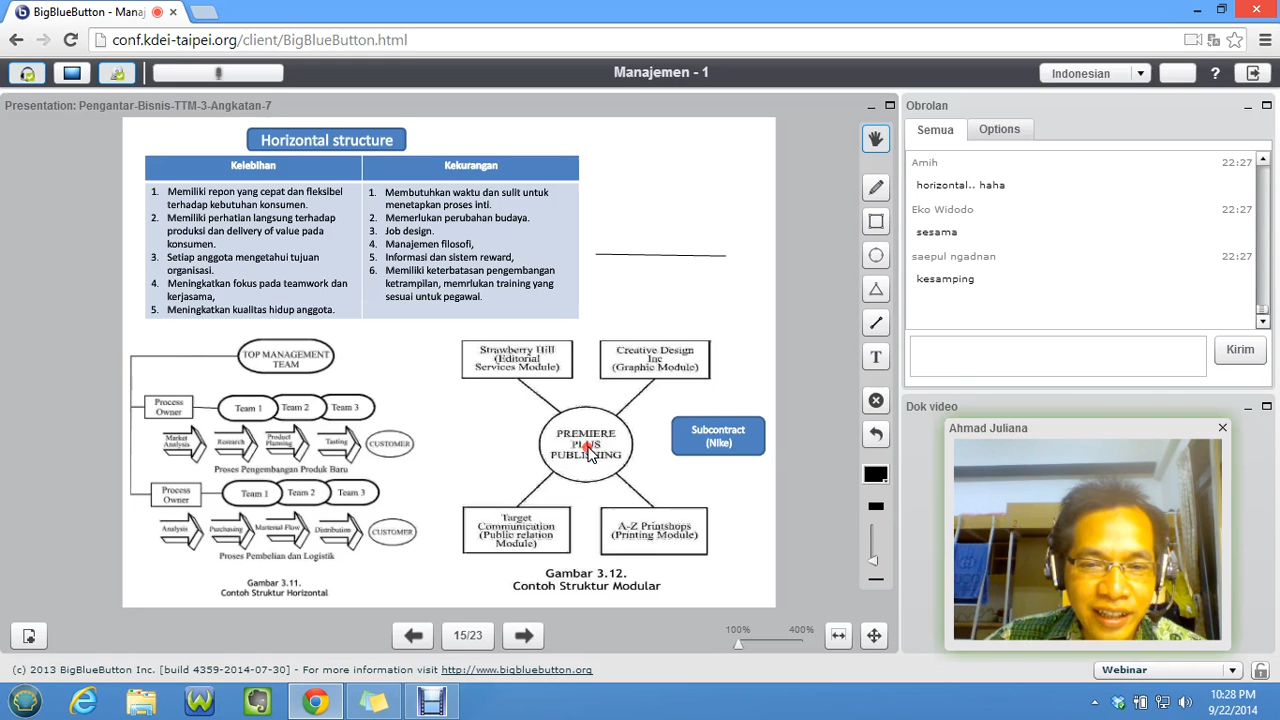 BigBlueButton - Manaj
conf.kdei-taipei.org/client/BigBlueButton.html
Manajemen - 1
Indonesian
?
Presentation: Pengantar-Bisnis-TTM-3-Angkatan-7
Horizontal structure
Kelebihan
1. Memiliki repon yang cepat dan fleksibel
terhadap kebutuhan konsumen.
2. Memiliki perhatian langsung terhadap
produksi dan delivery of value pada
konsumen.
3. Setiap anggota mengetahui tujuan
organisasi.
4. Meningkatkan fokus pada teamwork dan
kerjasama,
5. Meningkatkan kualitas hidup anggota.
Kekurangan
1. Membutuhkan waktu dan sulit untuk
menetapkan proses inti.
2. Memerlukan perubahan budaya.
3. Job design.
4. Manajemen filosofi,
5. Informasi dan sistem reward,
6. Memiliki keterbatasan pengembangan
ketrampilan, memrlukan training yang
sesuai untuk pegawal.
TOP MANAGEMENT
TEAM
Process
Owner
Team 1
Team 2
Team 3
Market
Analysis
Research
Product
Planning
Tasting
CUSTOMER
Proses Pengembangan Produk Baru
Process
Owner
Team 1
Team 2
Team 3
Analysis
Purchasing
Material Flow
Distribution
CUSTOMER
Proses Pembelian dan Logistik
Gambar 3.11.
Contoh Struktur Horizontal
Strawberry Hill
(Editorial
Services Module)
Creative Design
Inc
(Graphic Module)
PREMIERE
PLUS
PUBLISHING
Subcontract
(Nike)
Target
Communication
(Public relation
Module)
A-Z Printshops
(Printing Module)
Gambar 3.12.
Contoh Struktur Modular
T
15/23
100%
400%
Obrolan
Semua
Options
Amih 22:27
horizontal.. haha
Eko Widodo 22:27
sesama
saepul ngadnan 22:27
kesamping
Kirim
Dok video
Ahmad Juliana
(c) 2013 BigBlueButton Inc. [build 4359-2014-07-30] - For more information visit http://www.bigbluebutton.org
Webinar
10:28 PM
9/22/2014